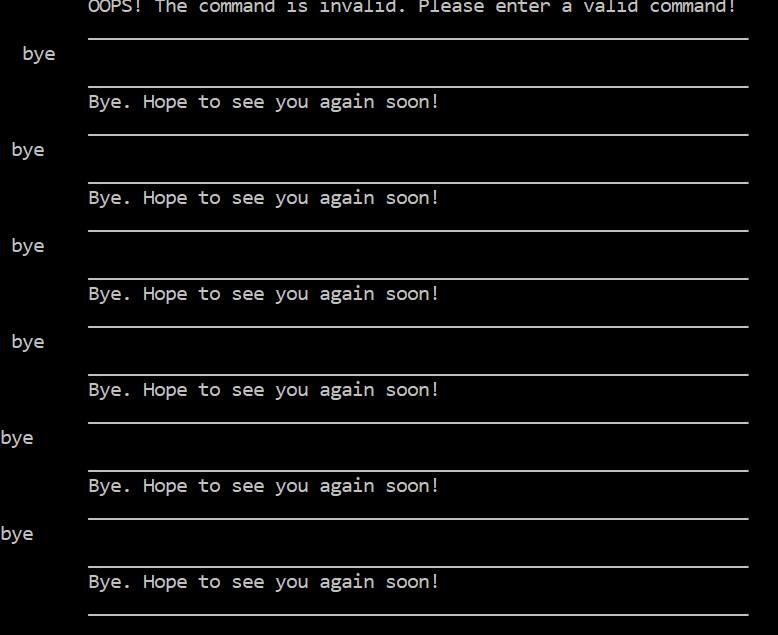 OOPS! The command is invalid. Please enter a valid command!
bye
Bye. Hope to see you again soon!
bye
Bye. Hope to see you again soon!
bye
Bye. Hope to see you again soon!
bye
Bye. Hope to see you again soon!
bye
Bye. Hope to see you again soon!
bye
Bye. Hope to see you again soon!